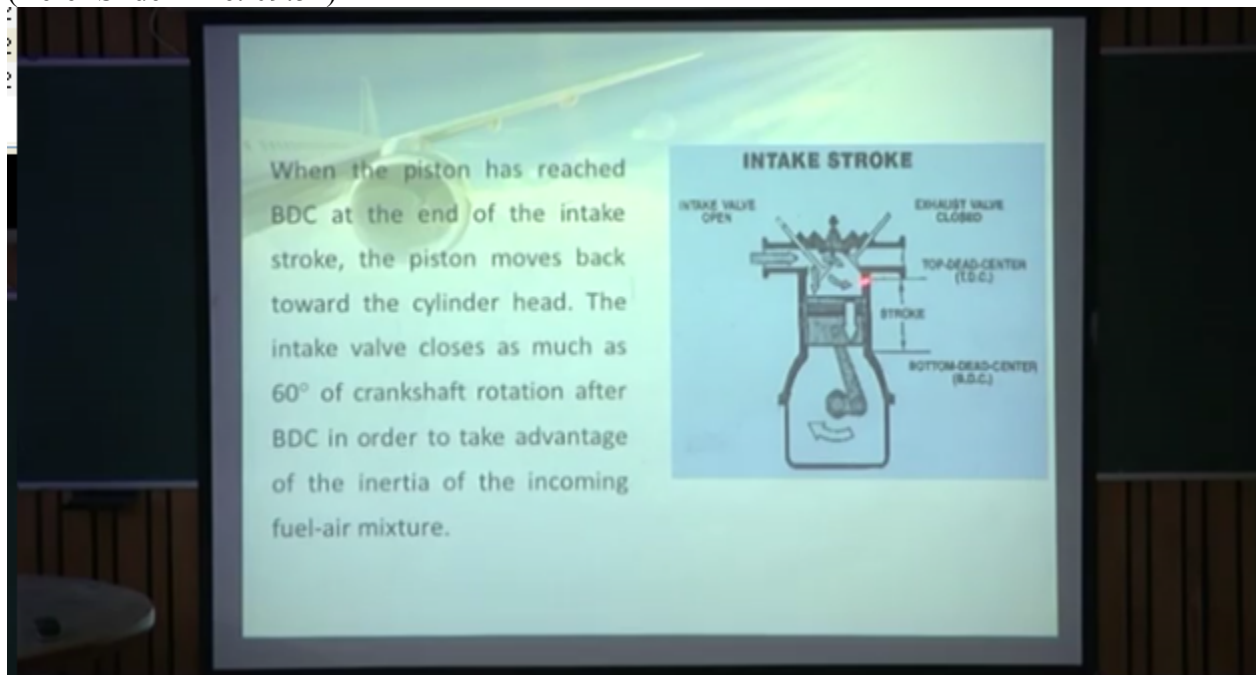 When the piston has reached
BDC at the end of the intake
stroke, the piston moves back
toward the cylinder head. The
intake valve closes as much as
60° of crankshaft rotation after
BDC in order to take advantage
of the inertia of the incoming
fuel-air mixture.
INTAKE STROKE
INTAKE VALVE
OPEN
EXHAUST VALVE
CLOSED
TOP-DEAD-CENTER
(T.D.C.)
STROKE
BOTTOM-DEAD-CENTER
(B.D.C.)